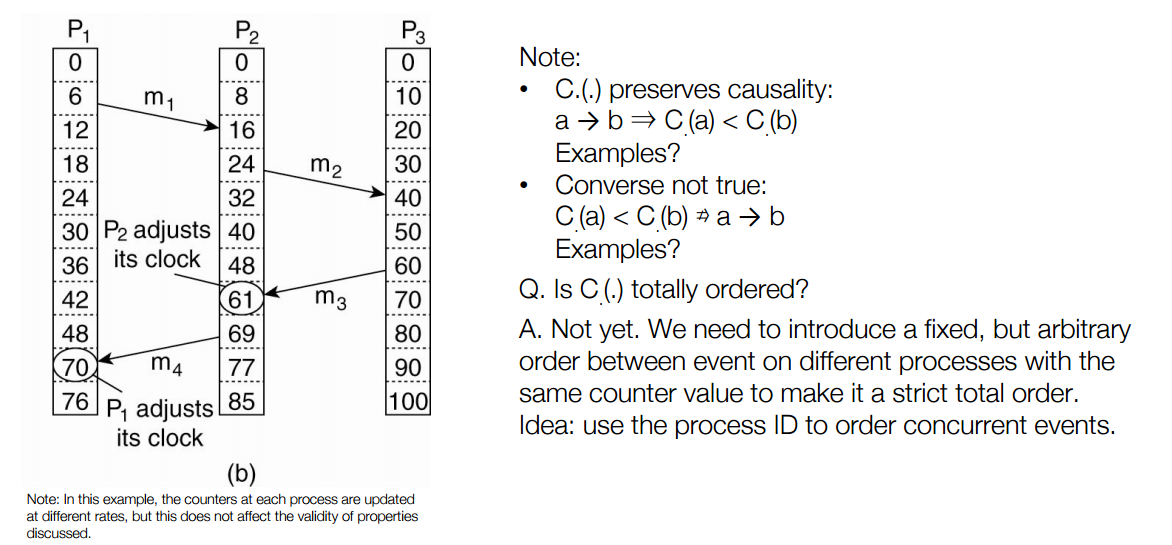 P1 P2 P3
0 0 0
6 m1 8 10
12 16 20
18 24 m2 30
24 32 40
30 P2 adjusts 40 50
36 its clock 48 60
42 61 m3 70
48 69 80
70 m4 77 90
76 P1 adjusts 85 100
its clock
(b)
Note: In this example, the counters at each process are updated
at different rates, but this does not affect the validity of properties
discussed.
Note:
• C.(.) preserves causality:
a → b ⇒ C.(a) < C.(b)
Examples?
• Converse not true:
C.(a) < C.(b) ⇏ a → b
Examples?
Q. Is C.(.) totally ordered?
A. Not yet. We need to introduce a fixed, but arbitrary
order between event on different processes with the
same counter value to make it a strict total order.
Idea: use the process ID to order concurrent events.